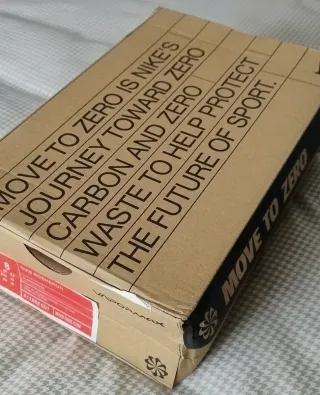 MOVE TO ZERO IS NIKE'S
JOURNEY TOWARD ZERO
CARBON AND ZERO
WASTE TO HELP PROTECT
THE FUTURE OF SPORT.
MOVE TO ZERO
VAPORMAX